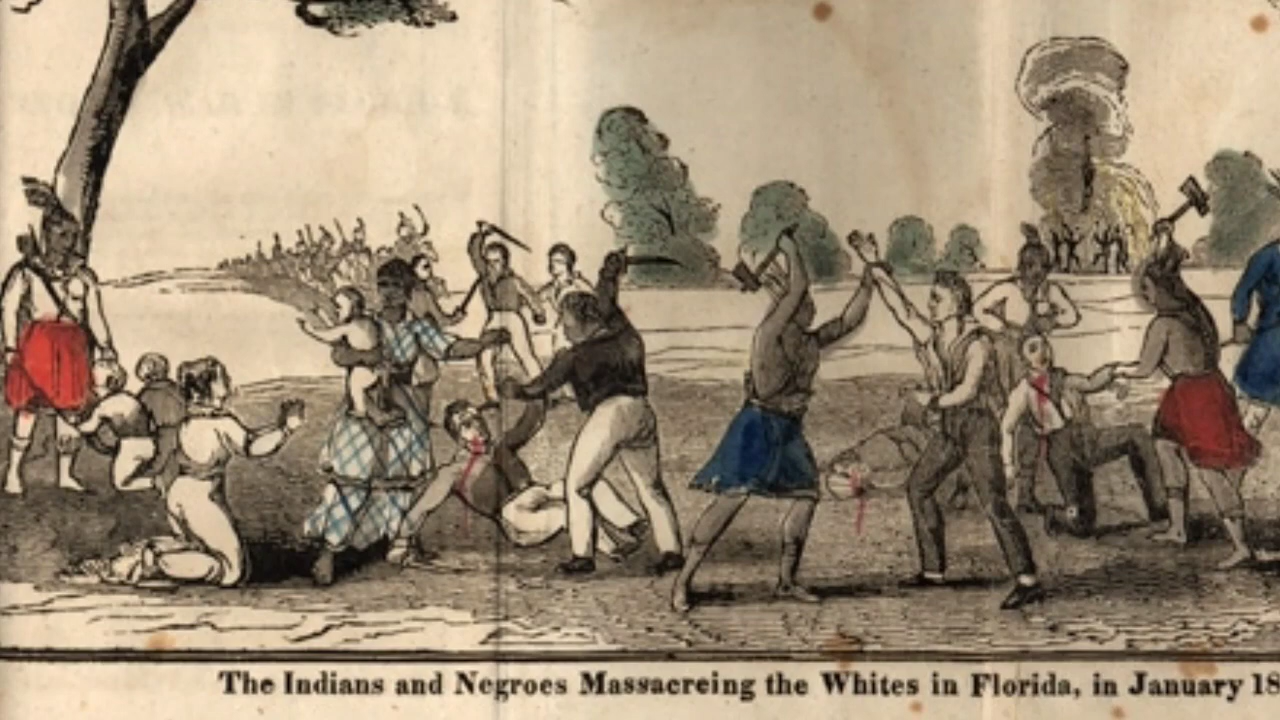 The Indians and Negroes Massacreing the Whites in Florida, in January 18